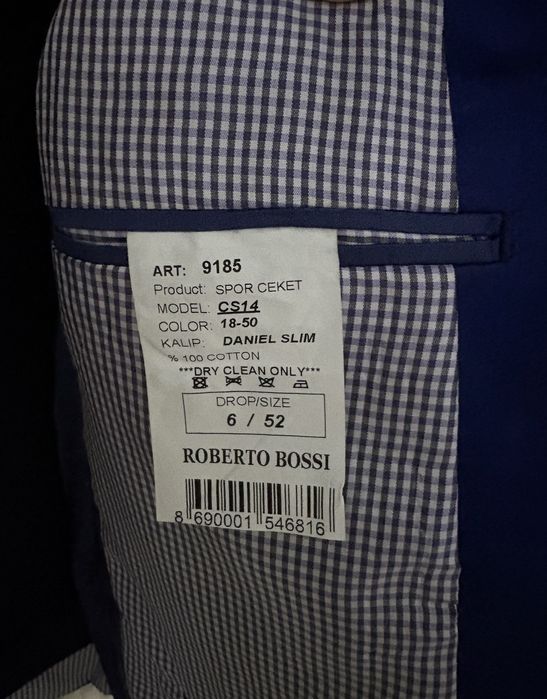 ART: 9185
Product: SPOR CEKET
MODEL: CS14
COLOR: 18-50
KALIP: DANIEL SLIM
% 100 COTTON
***DRY CLEAN ONLY***
DROP/SIZE
6 / 52
ROBERTO BOSSI
8 690001 546816